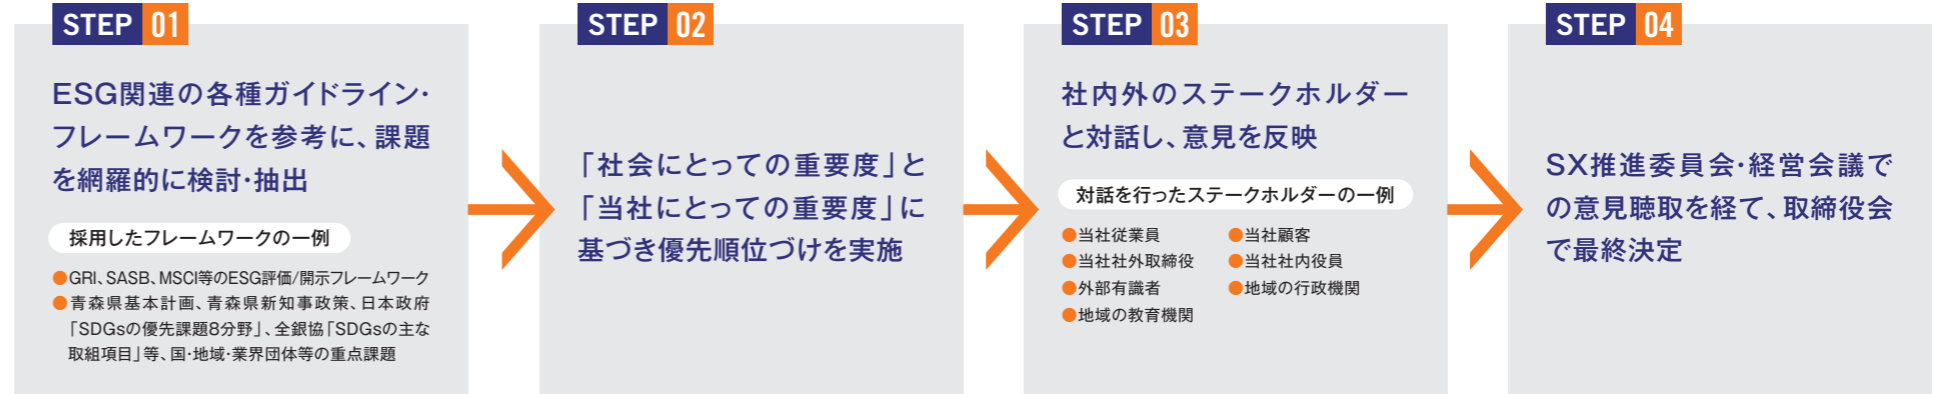 STEP 01
ESG関連の各種ガイドライン・
フレームワークを参考に、課題
を網羅的に検討・抽出
採用したフレームワークの一例
●GRI、SASB、MSCI等のESG評価/開示フレームワーク
●青森県基本計画、青森県新知事政策、日本政府
「SDGsの優先課題8分野」、全銀協「SDGsの主な
取組項目」等、国・地域・業界団体等の重点課題
STEP 02
「社会にとっての重要度」と
「当社にとっての重要度」に
基づき優先順位づけを実施
STEP 03
社内外のステークホルダー
と対話し、意見を反映
対話を行ったステークホルダーの一例
●当社従業員 ●当社顧客
●当社社外取締役 ●当社社内役員
●外部有識者 ●地域の行政機関
●地域の教育機関
STEP 04
SX推進委員会・経営会議で
の意見聴取を経て、取締役会
で最終決定